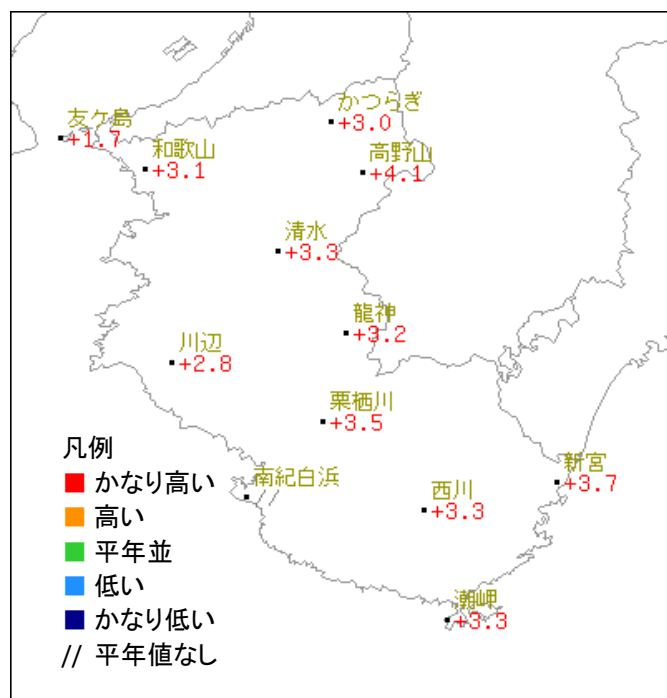 かつらぎ
+3.0
友ケ島
+1.7
和歌山
+3.1
高野山
+4.1
清水
+3.3
龍神
+3.2
川辺
+2.8
栗栖川
+3.5
南紀白浜
//
西川
+3.3
新宮
+3.7
潮岬
+3.3
凡例
かなり高い
高い
平年並
低い
かなり低い
// 平年値なし